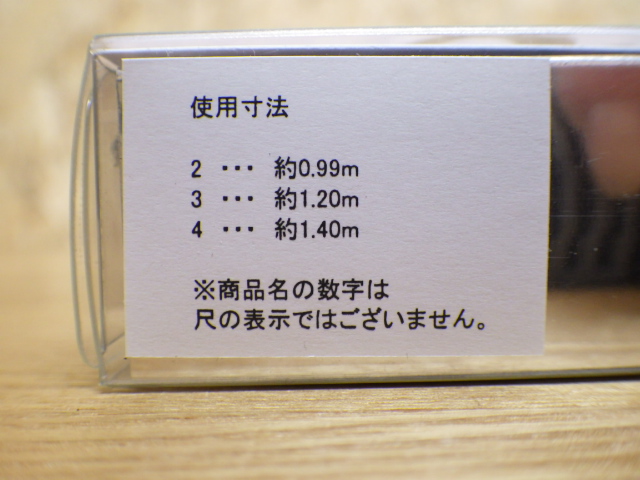 使用寸法
2 ··· 約0.99m
3 ··· 約1.20m
4 ··· 約1.40m
※商品名の数字は
尺の表示ではございません。